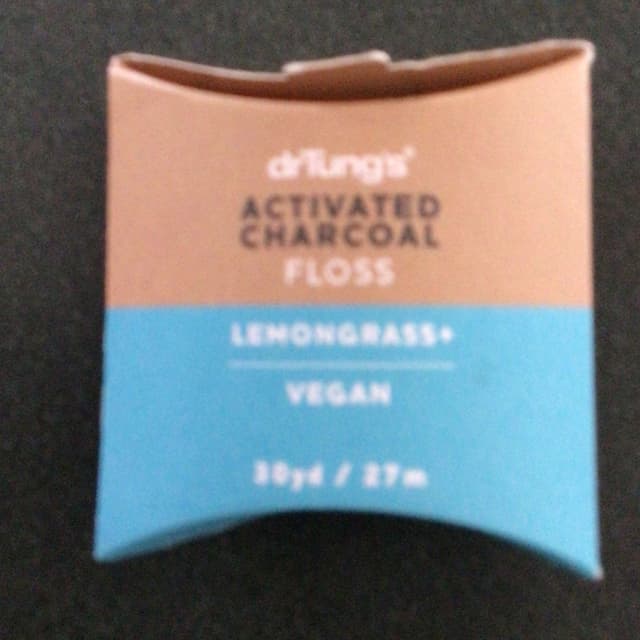 drTung's®
ACTIVATED
CHARCOAL
FLOSS
LEMONGRASS+
VEGAN
30yd / 27m